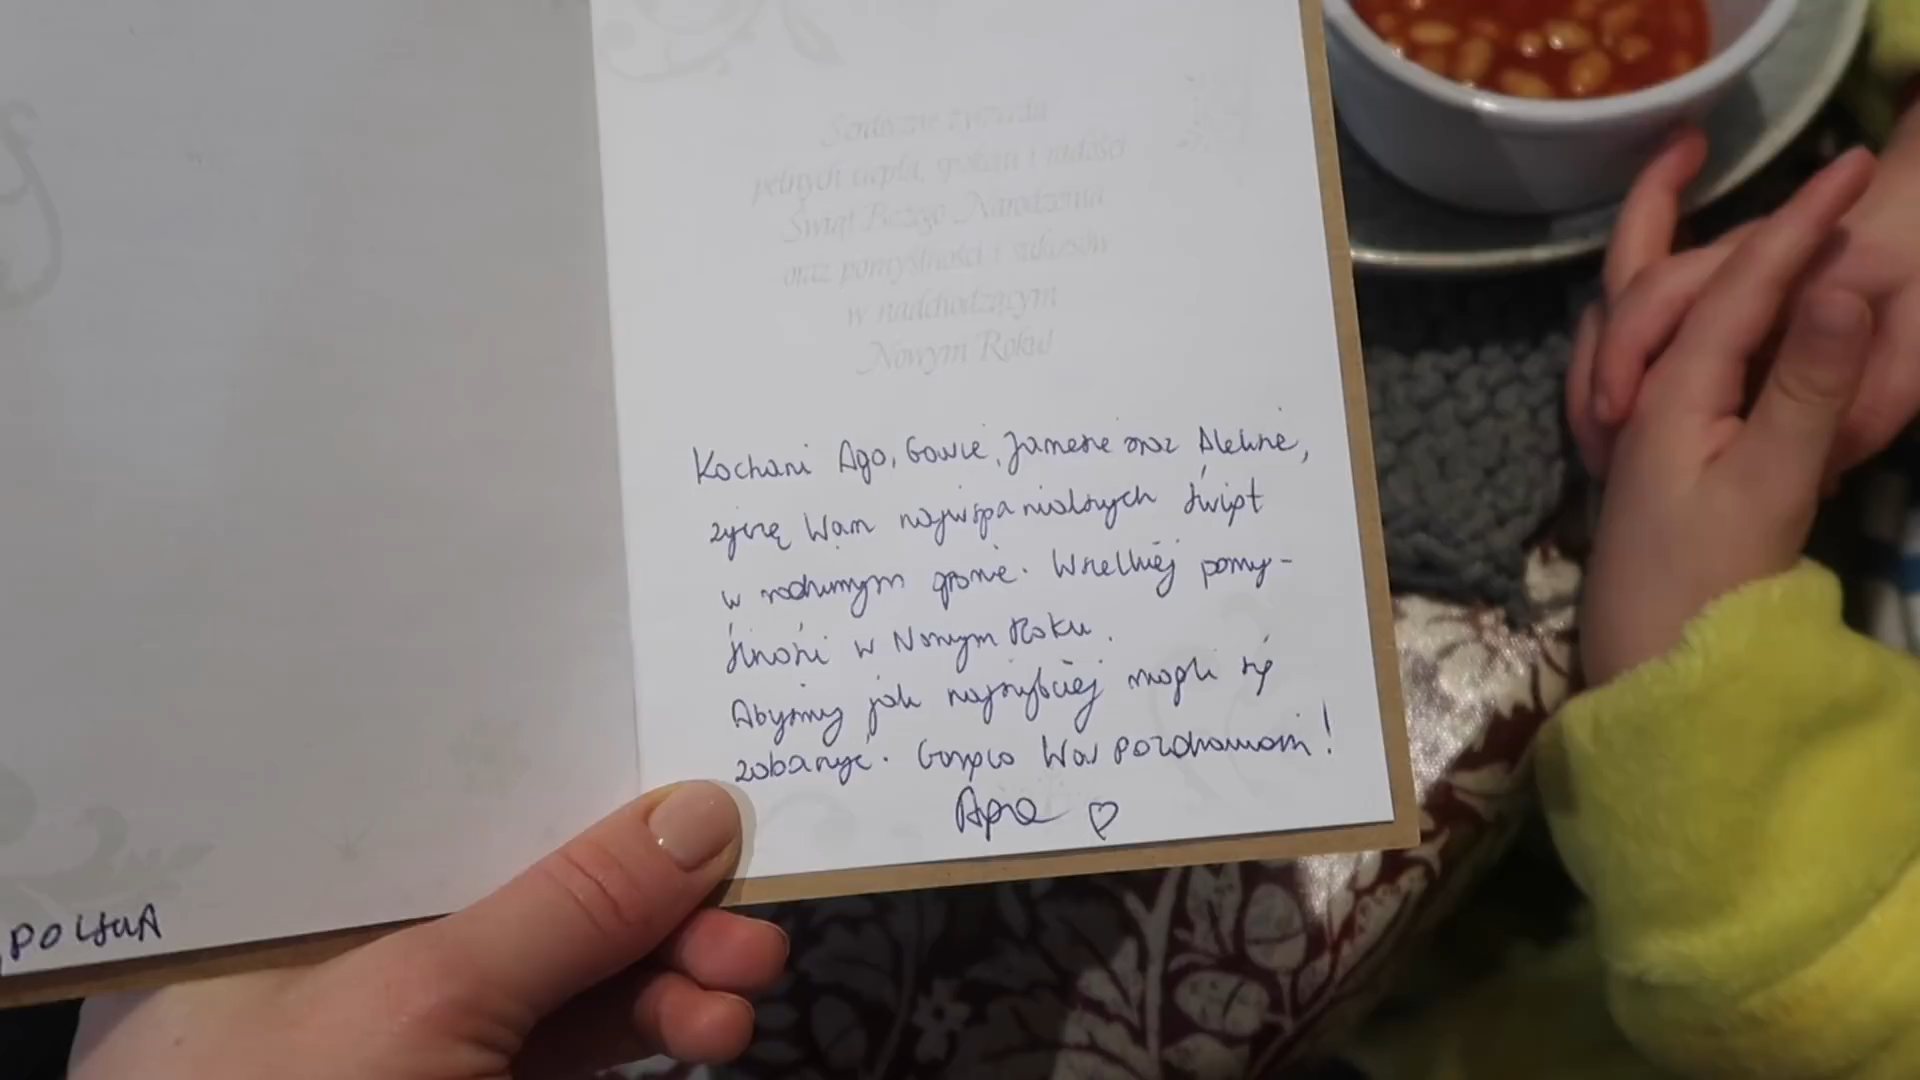 Serdeczne życzenia
pełnych ciepła, spokoju i radości
Świąt Bożego Narodzenia
oraz pomyślności i sukcesów
w nadchodzącym
Nowym Roku!
Kochani Ago, Gowie, Jamesie oraz
życzę Wam najwspanialszych świąt
w rodzinnym gronie. Wszelkiej pomy-
ślności w Nowym Roku.
Abyśmy jak najszybciej mogli się
zobaczyć. Gorąco Was pozdrawiam!
Aga ♡
, POLSKA